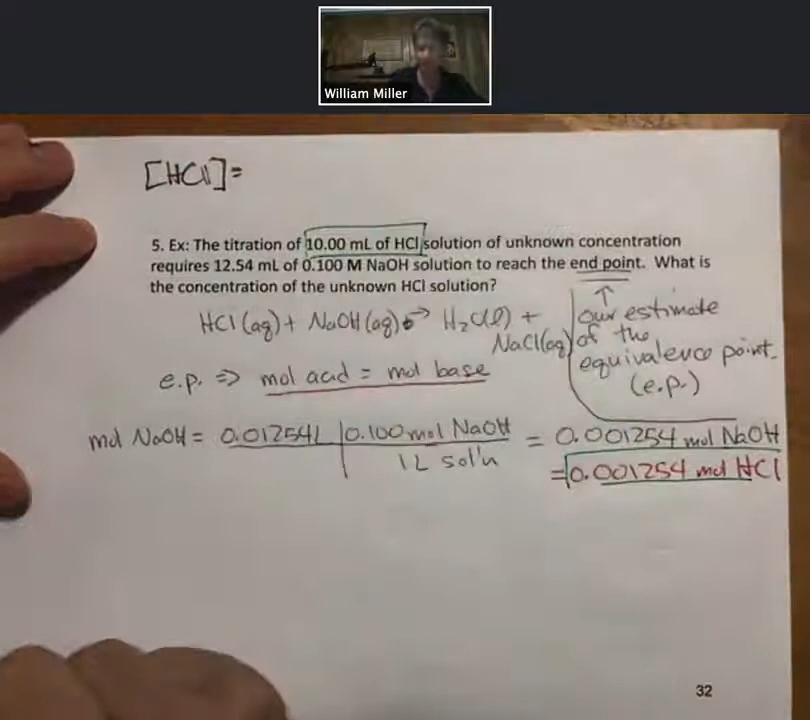 William Miller
[HCl]=
5. Ex: The titration of 10.00 mL of HCl solution of unknown concentration
requires 12.54 mL of 0.100 M NaOH solution to reach the end point. What is
the concentration of the unknown HCl solution?
HCl(aq) + NaOH(aq) → H₂O(l) +
NaCl(aq)
↑
our estimate
of the
equivalence point.
(e.p.)
e.p. ⇒ mol acid = mol base
mol NaOH = 0.01254L | 0.100 mol NaOH = 0.001254 mol NaOH
1L sol'n
= 0.001254 mol HCl
32